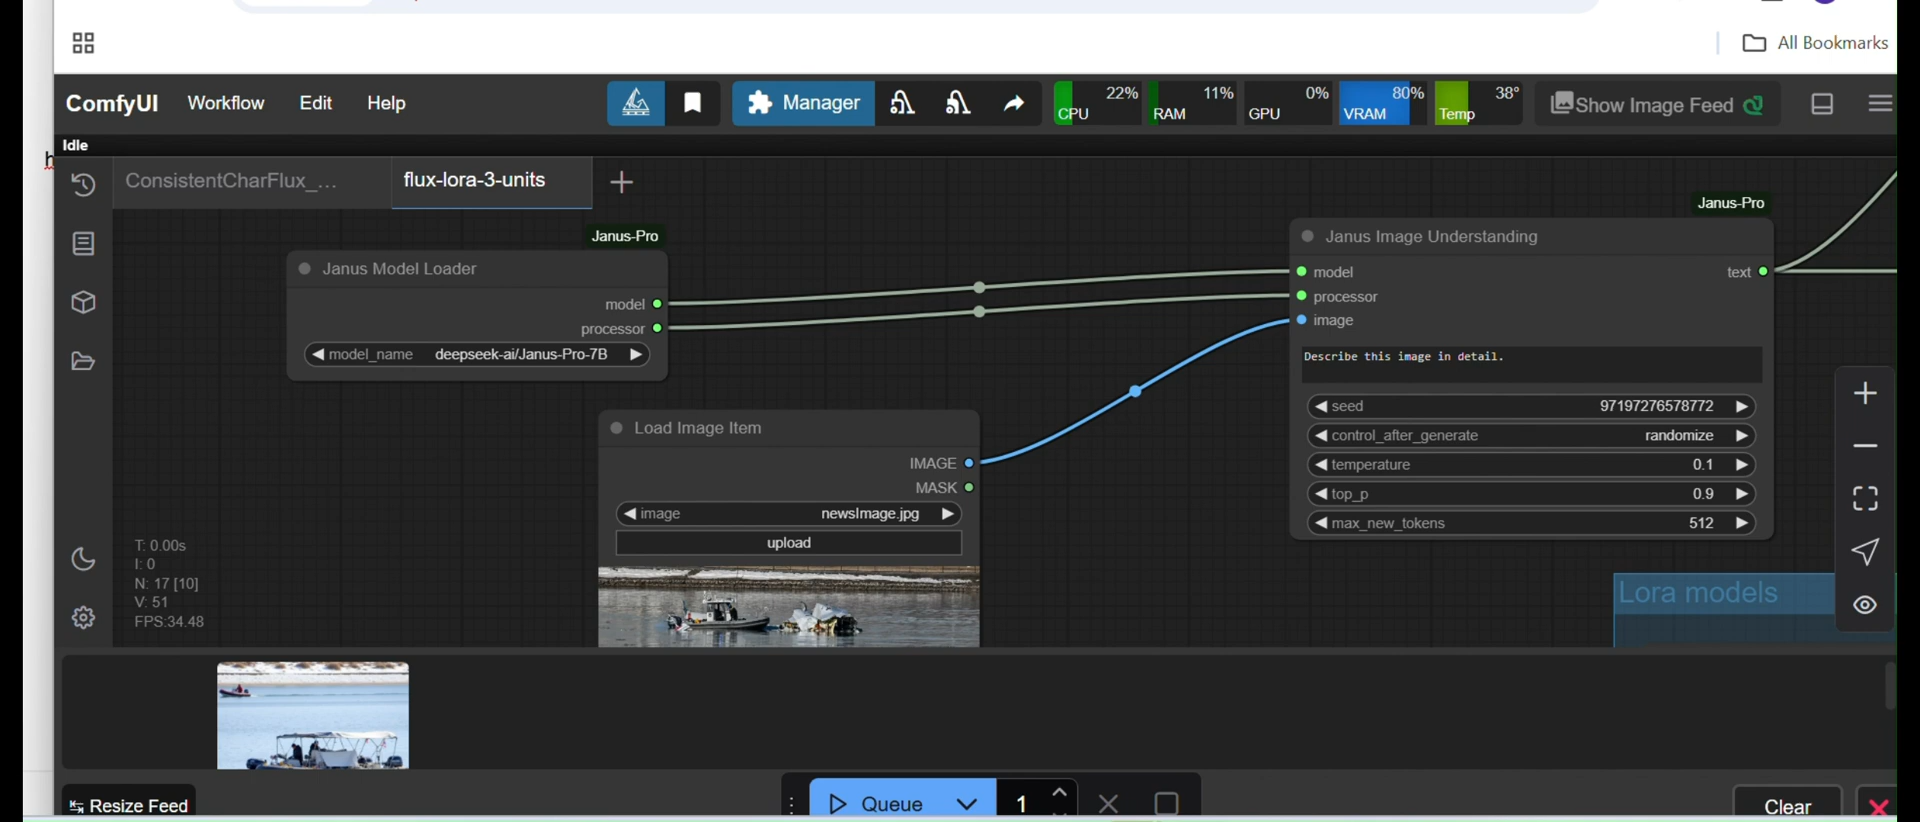 All Bookmarks
ComfyUI Workflow Edit Help Manager CPU 22% RAM 11% GPU 0% VRAM 80% Temp 38° Show Image Feed
Idle
h
ConsistentCharFlux_... flux-lora-3-units
Janus-Pro
Janus Model Loader
model
processor
model_name deepseek-ai/Janus-Pro-7B
Load Image Item
IMAGE
MASK
image newsImage.jpg
upload
Janus-Pro
Janus Image Understanding
model text
processor
image
Describe this image in detail.
seed 97197276578772
control_after_generate randomize
temperature 0.1
top_p 0.9
max_new_tokens 512
Lora models
T: 0.00s
I: 0
N: 17 [10]
V: 51
FPS:34.48
Resize Feed
Queue 1
Clear